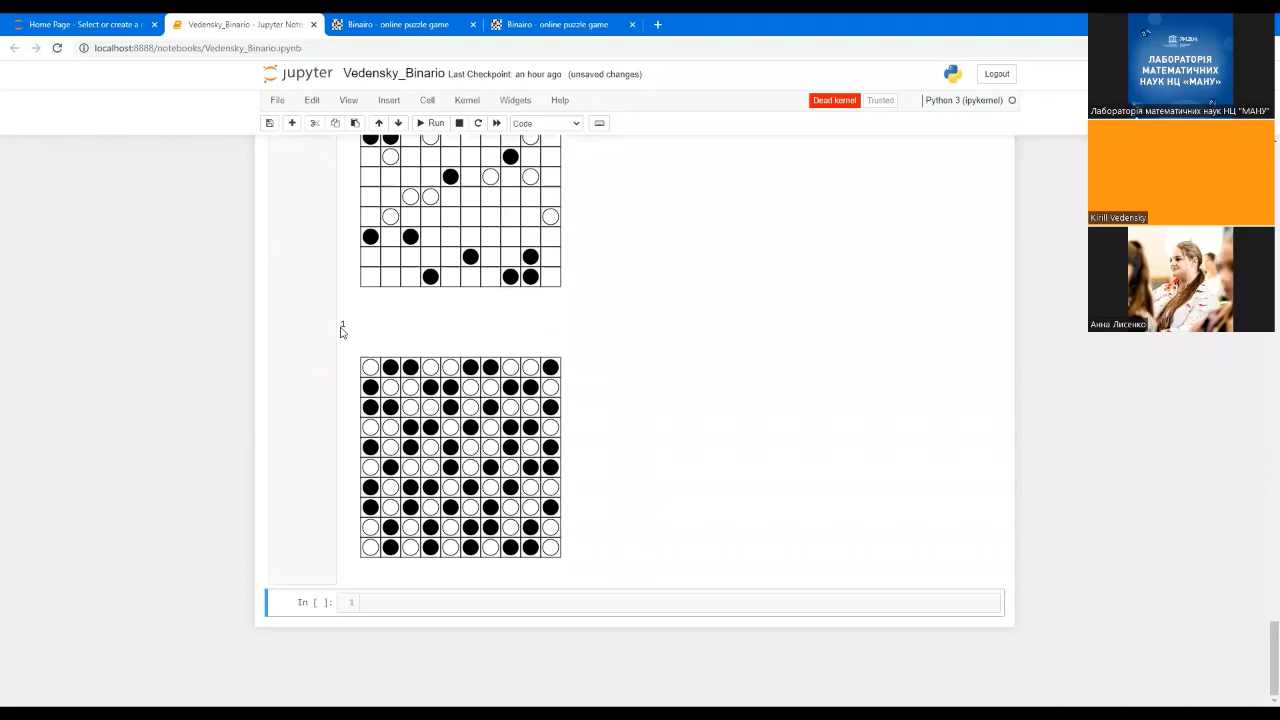 Home Page - Select or create a n
Vedensky_Binario - Jupyter Note
Binairo - online puzzle game
Binairo - online puzzle game
localhost:8888/notebooks/Vedensky_Binario.ipynb
jupyter Vedensky_Binario Last Checkpoint: an hour ago (unsaved changes)
Logout
File Edit View Insert Cell Kernel Widgets Help
Dead kernel Trusted Python 3 (ipykernel)
Run Code
1
In [ ]: 1
ЛАБОРАТОРІЯ
МАТЕМАТИЧНИХ
НАУК НЦ «МАНУ»
Лабораторія математичних наук НЦ "МАНУ"
Kirill Vedensky
Анна Лисенко